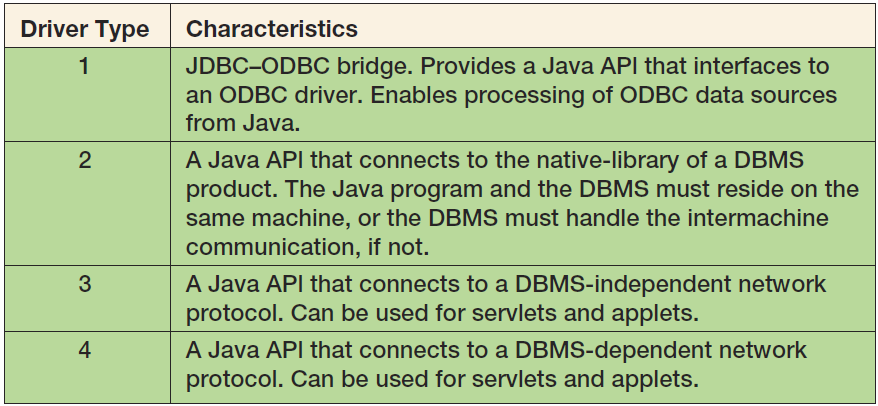 Driver Type Characteristics
1 JDBC–ODBC bridge. Provides a Java API that interfaces to
an ODBC driver. Enables processing of ODBC data sources
from Java.
2 A Java API that connects to the native-library of a DBMS
product. The Java program and the DBMS must reside on the
same machine, or the DBMS must handle the intermachine
communication, if not.
3 A Java API that connects to a DBMS-independent network
protocol. Can be used for servlets and applets.
4 A Java API that connects to a DBMS-dependent network
protocol. Can be used for servlets and applets.